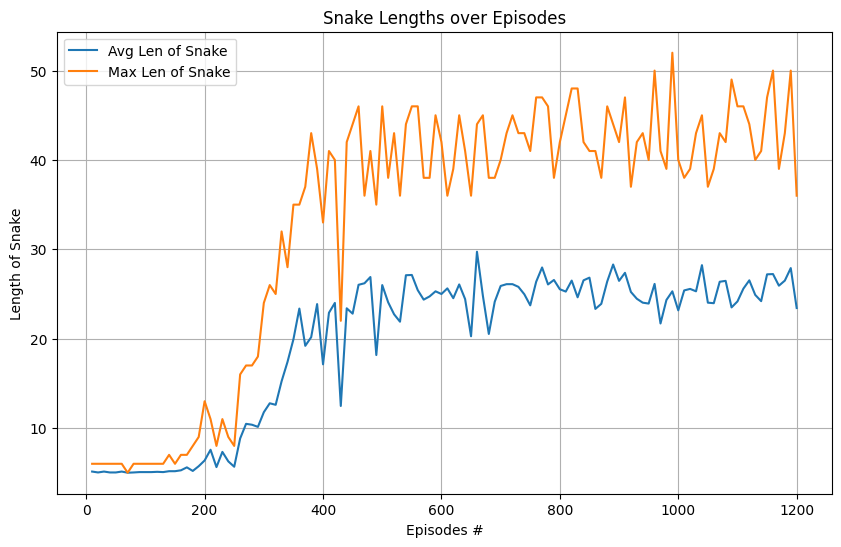 Snake Lengths over Episodes
Avg Len of Snake
Max Len of Snake
Length of Snake
50
40
30
20
10
0
200
400
600
800
1000
1200
Episodes #